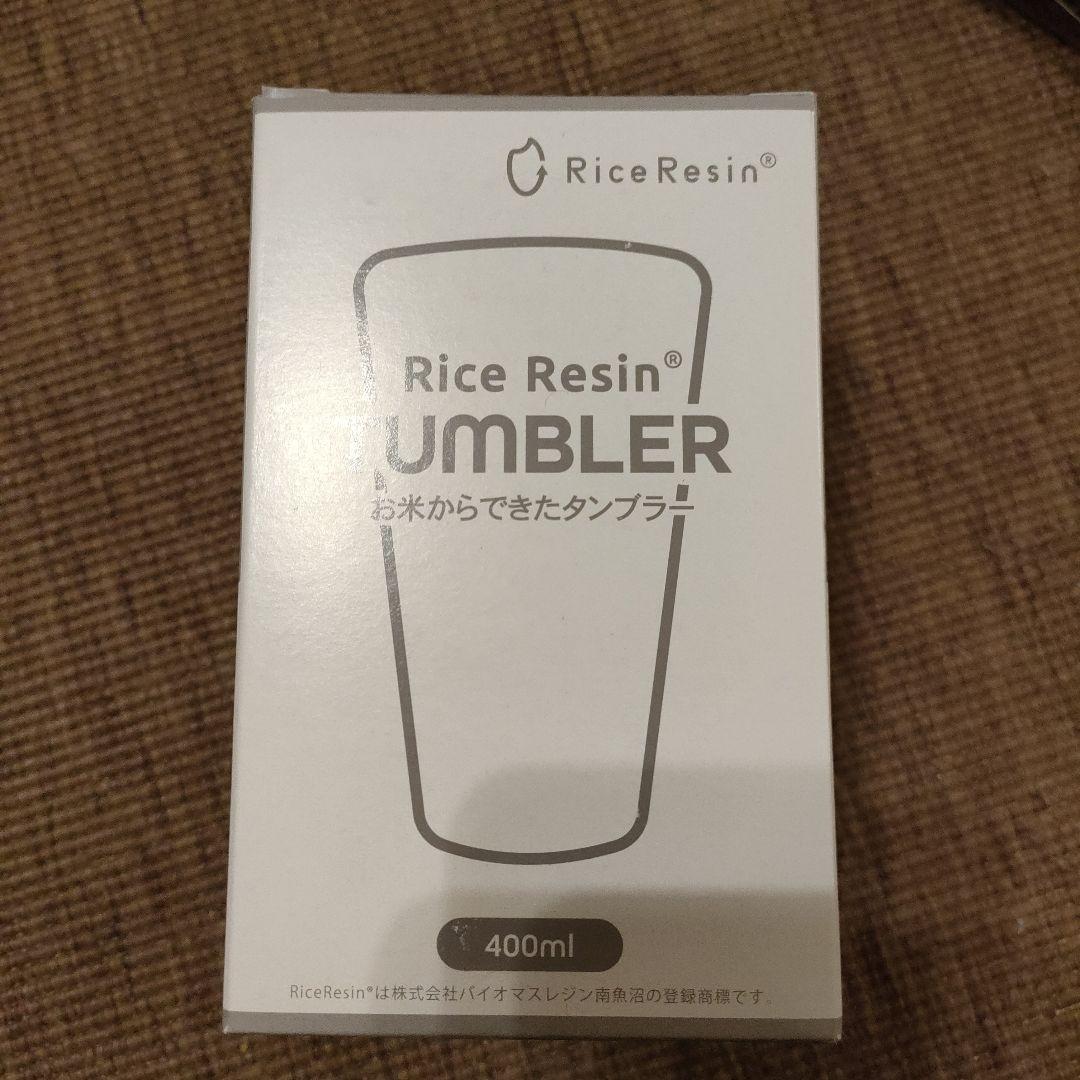 RiceResin®
Rice Resin®
TUMBLER
お米からできたタンブラー
400ml
RiceResin®は株式会社バイオマスレジン南魚沼の登録商標です。